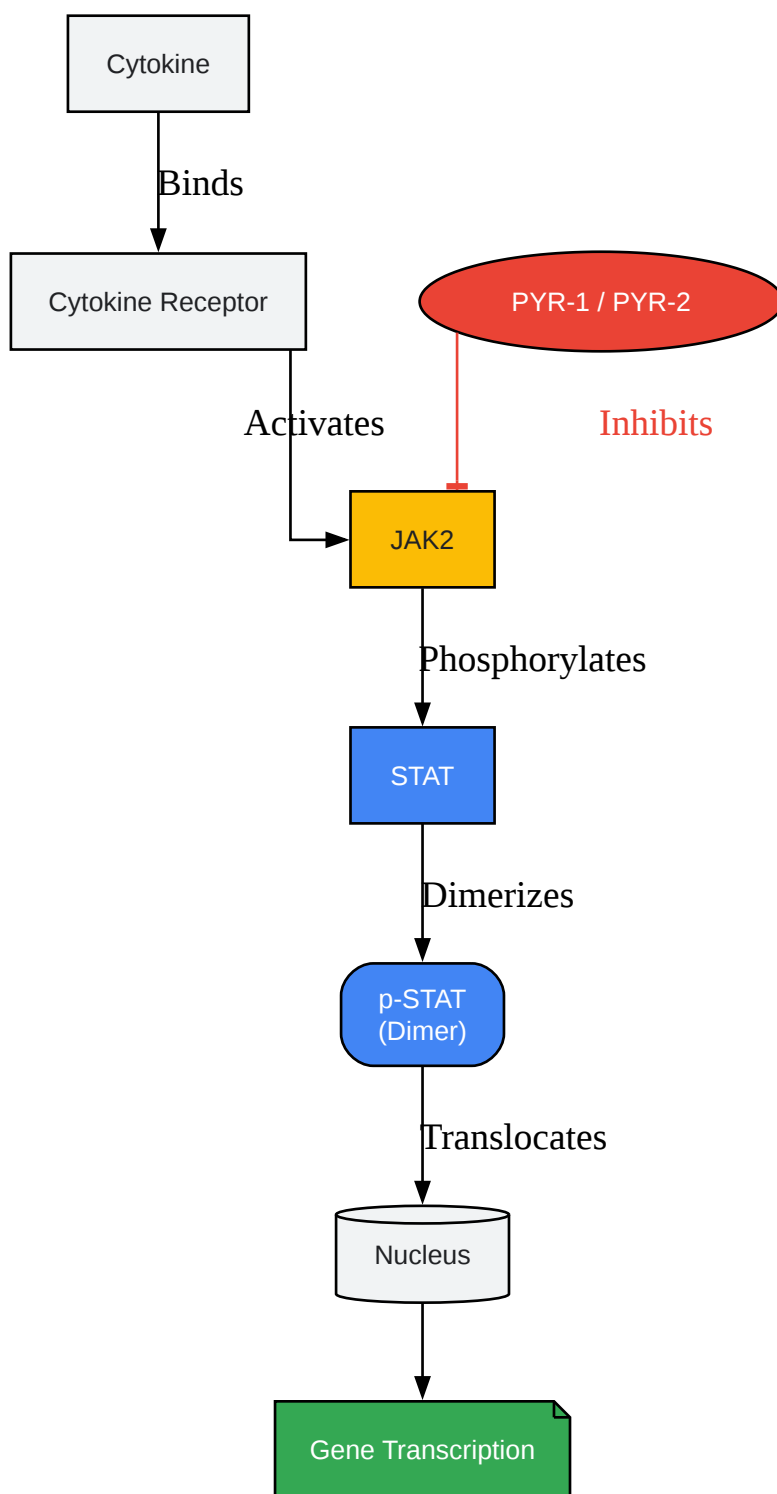 Cytokine
Binds
Cytokine Receptor
PYR-1 / PYR-2
Activates
Inhibits
JAK2
Phosphorylates
STAT
Dimerizes
p-STAT
(Dimer)
Translocates
Nucleus
Gene Transcription